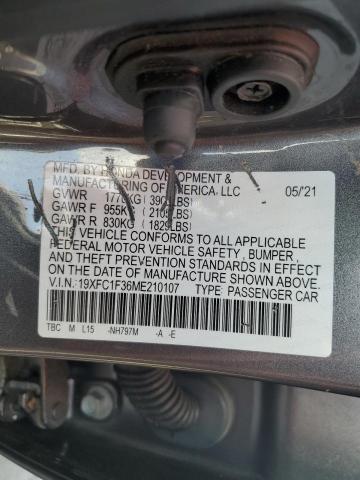 MFD. BY HONDA DEVELOPMENT &
MANUFACTURING OF AMERICA, LLC 05/'21
GVWR 1770KG (3901LBS)
GAWR F 955KG (2105LBS)
GAWR R 830KG (1829LBS)
THIS VEHICLE CONFORMS TO ALL APPLICABLE
FEDERAL MOTOR VEHICLE SAFETY, BUMPER,
AND THEFT PREVENTION STANDARDS IN EFFECT
ON THE DATE OF MANUFACTURE SHOWN ABOVE.
V.I.N.:19XFC1F36ME210107 TYPE: PASSENGER CAR
TBC M L15 -NH797M -A -E